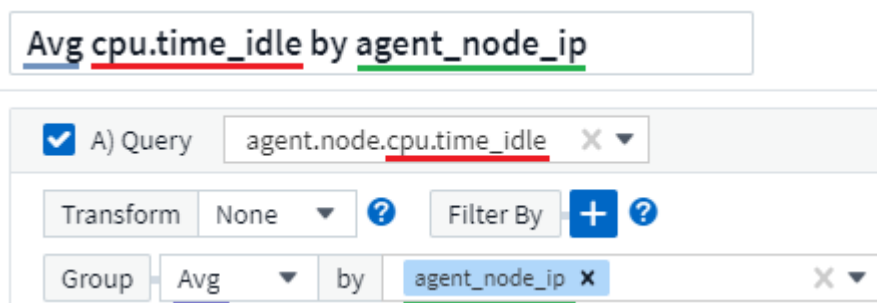 Avg cpu.time_idle by agent_node_ip
A) Query agent.node.cpu.time_idle
Transform None ? Filter By + ?
Group Avg by agent_node_ip